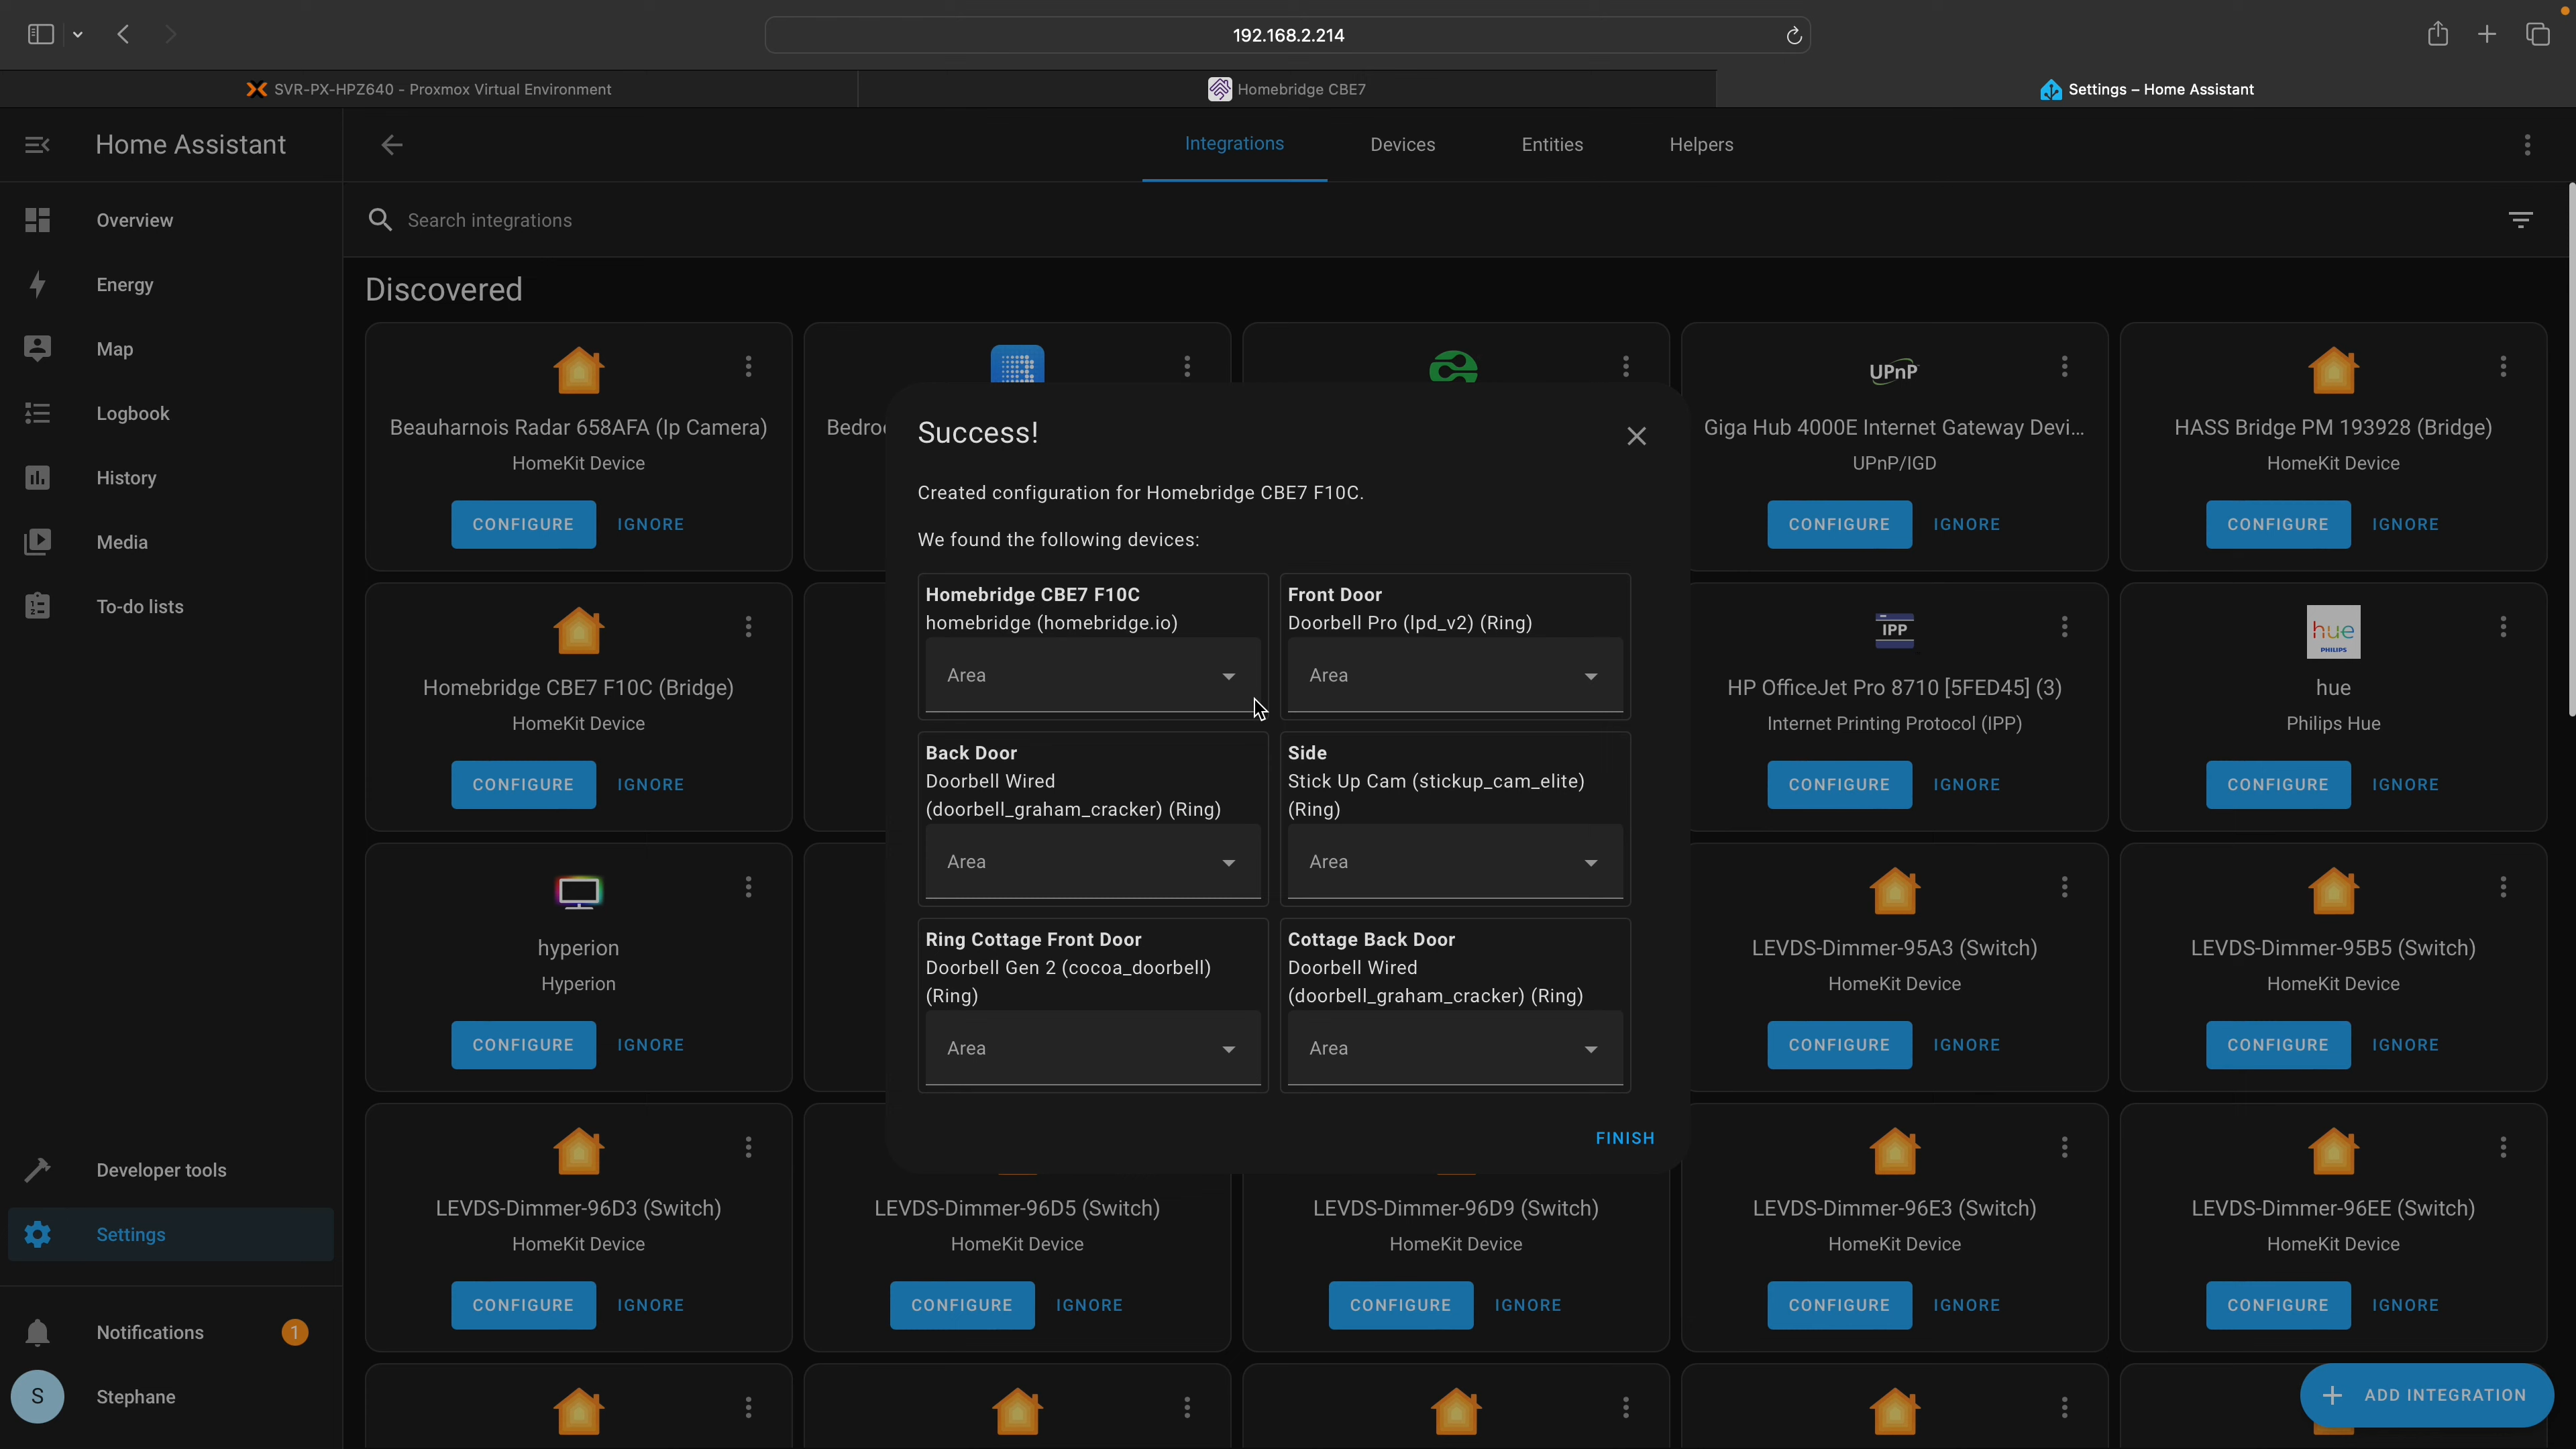 192.168.2.214
SVR-PX-HPZ640 - Proxmox Virtual Environment
Homebridge CBE7
Settings – Home Assistant
Home Assistant
Integrations
Devices
Entities
Helpers
Overview
Energy
Map
Logbook
History
Media
To-do lists
Developer tools
Settings
Notifications
1
S
Stephane
Search integrations
Discovered
Beauharnois Radar 658AFA (Ip Camera)
HomeKit Device
CONFIGURE
IGNORE
UPnP
Giga Hub 4000E Internet Gateway Devi...
UPnP/IGD
CONFIGURE
IGNORE
HASS Bridge PM 193928 (Bridge)
HomeKit Device
CONFIGURE
IGNORE
Homebridge CBE7 F10C (Bridge)
HomeKit Device
CONFIGURE
IGNORE
IPP
HP OfficeJet Pro 8710 [5FED45] (3)
Internet Printing Protocol (IPP)
CONFIGURE
IGNORE
hue
PHILIPS
hue
Philips Hue
CONFIGURE
IGNORE
hyperion
Hyperion
CONFIGURE
IGNORE
LEVDS-Dimmer-95A3 (Switch)
HomeKit Device
CONFIGURE
IGNORE
LEVDS-Dimmer-95B5 (Switch)
HomeKit Device
CONFIGURE
IGNORE
LEVDS-Dimmer-96D3 (Switch)
HomeKit Device
CONFIGURE
IGNORE
LEVDS-Dimmer-96D5 (Switch)
HomeKit Device
CONFIGURE
IGNORE
LEVDS-Dimmer-96D9 (Switch)
HomeKit Device
CONFIGURE
IGNORE
LEVDS-Dimmer-96E3 (Switch)
HomeKit Device
CONFIGURE
IGNORE
LEVDS-Dimmer-96EE (Switch)
HomeKit Device
CONFIGURE
IGNORE
ADD INTEGRATION
Success!
Created configuration for Homebridge CBE7 F10C.
We found the following devices:
Homebridge CBE7 F10C
homebridge (homebridge.io)
Area
Front Door
Doorbell Pro (lpd_v2) (Ring)
Area
Back Door
Doorbell Wired
(doorbell_graham_cracker) (Ring)
Area
Side
Stick Up Cam (stickup_cam_elite)
(Ring)
Area
Ring Cottage Front Door
Doorbell Gen 2 (cocoa_doorbell)
(Ring)
Area
Cottage Back Door
Doorbell Wired
(doorbell_graham_cracker) (Ring)
Area
FINISH